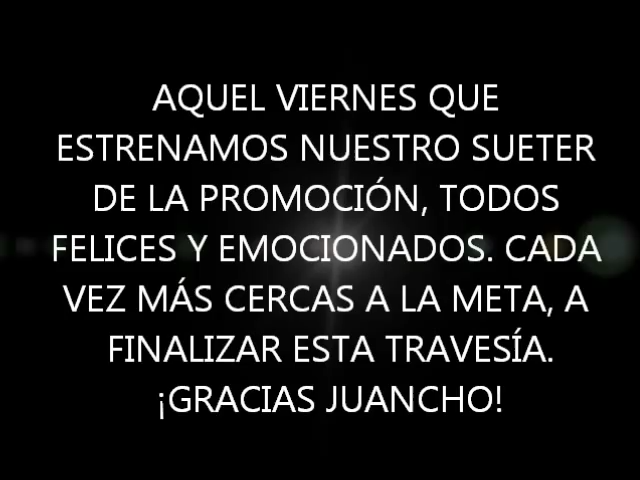 AQUEL VIERNES QUE
ESTRENAMOS NUESTRO SUETER
DE LA PROMOCIÓN, TODOS
FELICES Y EMOCIONADOS. CADA
VEZ MÁS CERCAS A LA META, A
FINALIZAR ESTA TRAVESÍA.
¡GRACIAS JUANCHO!